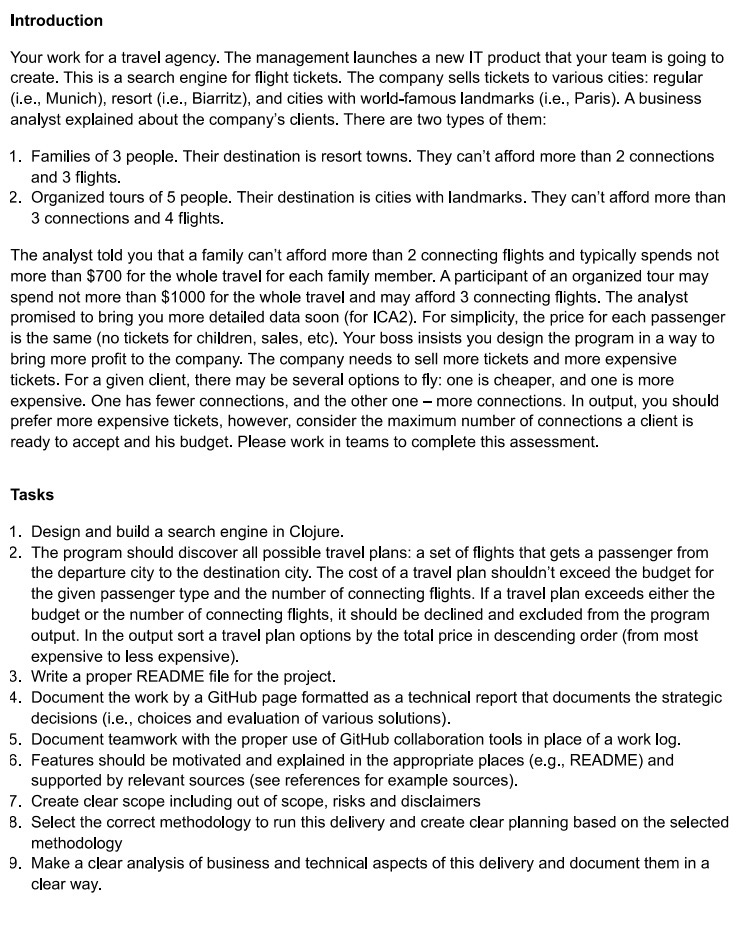 Introduction
Your work for a travel agency. The management launches a new IT product that your team is going to
create. This is a search engine for flight tickets. The company sells tickets to various cities: regular
(i.e., Munich), resort (i.e., Biarritz), and cities with world-famous landmarks (i.e., Paris). A business
analyst explained about the company's clients. There are two types of them:
1. Families of 3 people. Their destination is resort towns. They can't afford more than 2 connections
and 3 flights.
2. Organized tours of 5 people. Their destination is cities with landmarks. They can't afford more than
3 connections and 4 flights.
The analyst told you that a family can't afford more than 2 connecting flights and typically spends not
more than $700 for the whole travel for each family member. A participant of an organized tour may
spend not more than $1000 for the whole travel and may afford 3 connecting flights. The analyst
promised to bring you more detailed data soon (for ICA2). For simplicity, the price for each passenger
is the same (no tickets for children, sales, etc). Your boss insists you design the program in a way to
bring more profit to the company. The company needs to sell more tickets and more expensive
tickets. For a given client, there may be several options to fly: one is cheaper, and one is more
expensive. One has fewer connections, and the other one – more connections. In output, you should
prefer more expensive tickets, however, consider the maximum number of connections a client is
ready to accept and his budget. Please work in teams to complete this assessment.
Tasks
1. Design and build a search engine in Clojure.
2. The program should discover all possible travel plans: a set of flights that gets a passenger from
the departure city to the destination city. The cost of a travel plan shouldn't exceed the budget for
the given passenger type and the number of connecting flights. If a travel plan exceeds either the
budget or the number of connecting flights, it should be declined and excluded from the program
output. In the output sort a travel plan options by the total price in descending order (from most
expensive to less expensive).
3. Write a proper README file for the project.
4. Document the work by a GitHub page formatted as a technical report that documents the strategic
decisions (i.e., choices and evaluation of various solutions).
5. Document teamwork with the proper use of GitHub collaboration tools in place of a work log.
6. Features should be motivated and explained in the appropriate places (e.g., README) and
supported by relevant sources (see references for example sources).
7. Create clear scope including out of scope, risks and disclaimers
8. Select the correct methodology to run this delivery and create clear planning based on the selected
methodology
9. Make a clear analysis of business and technical aspects of this delivery and document them in a
clear way.